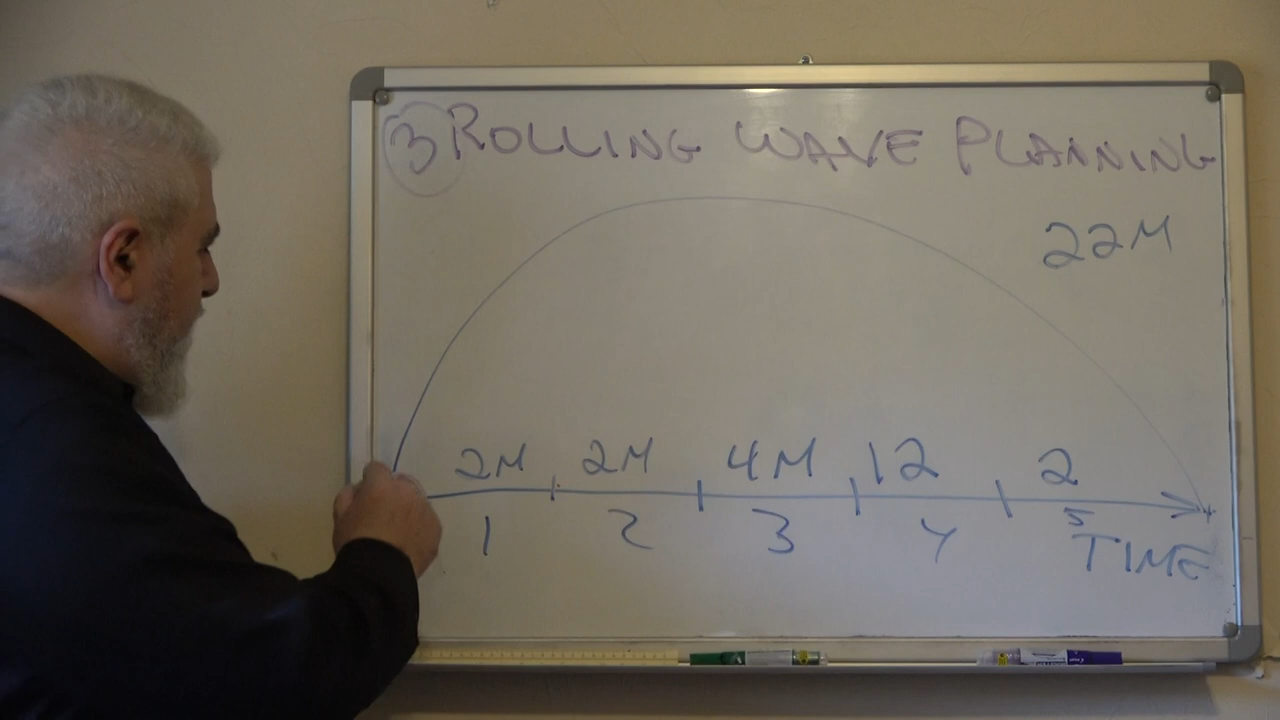 3 ROLLING WAVE PLANNING
22M
2M 2M 4M 12 2
1 2 3 4 5
TIME